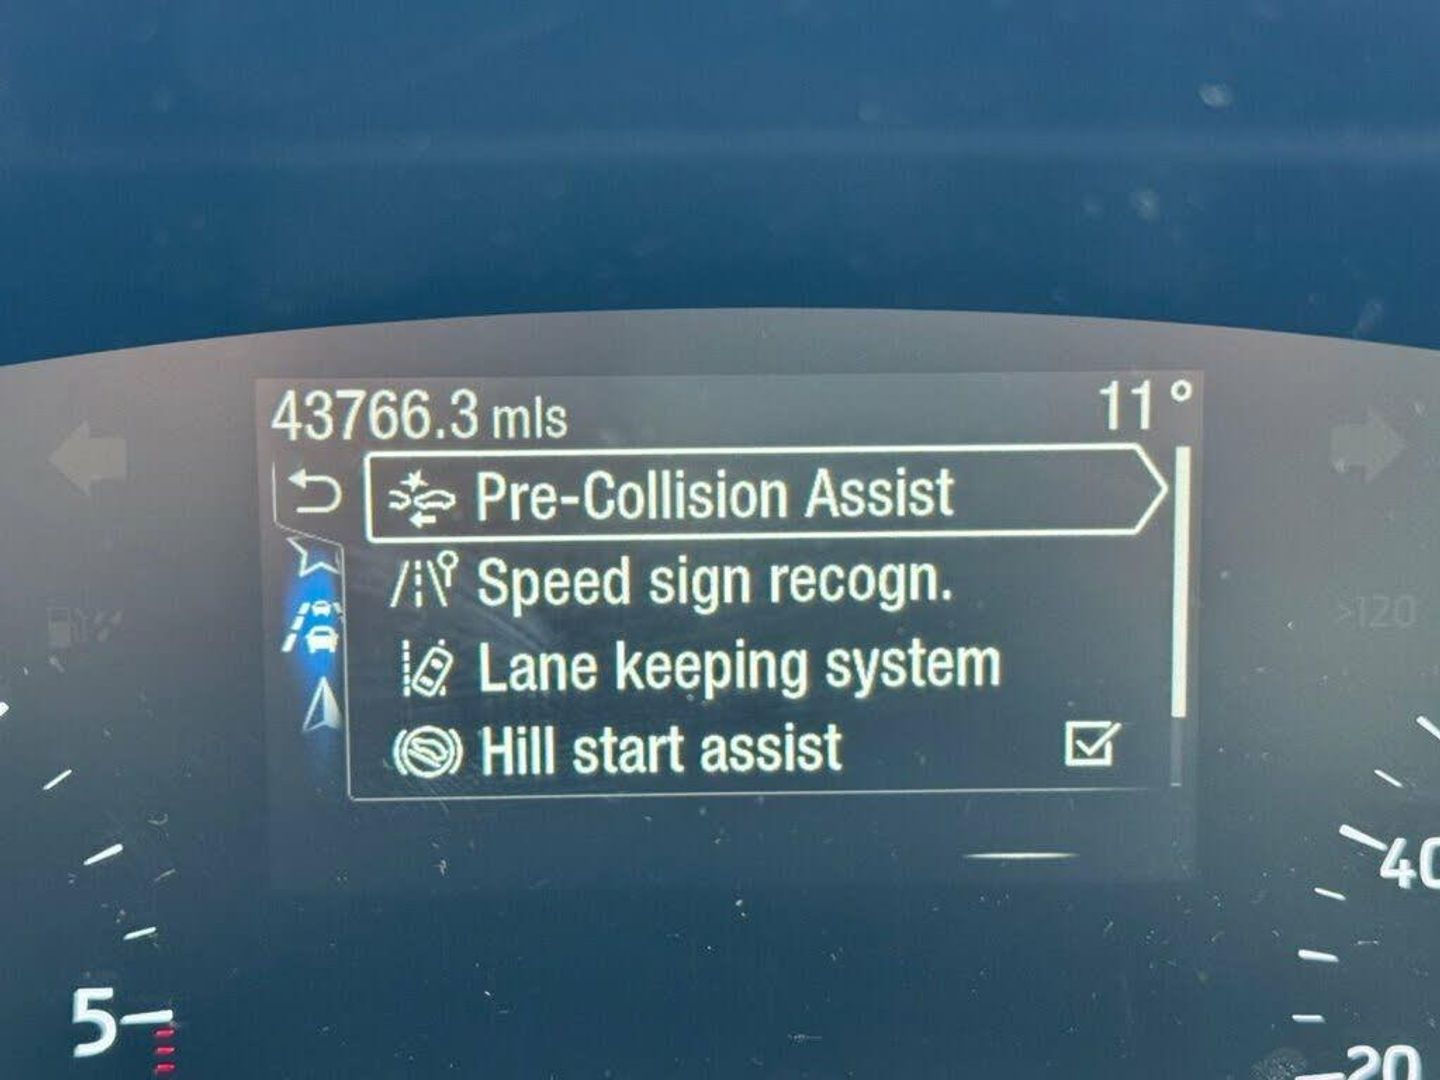 43766.3 mls 11°
Pre-Collision Assist
Speed sign recogn.
Lane keeping system
Hill start assist
>120
40
5
20